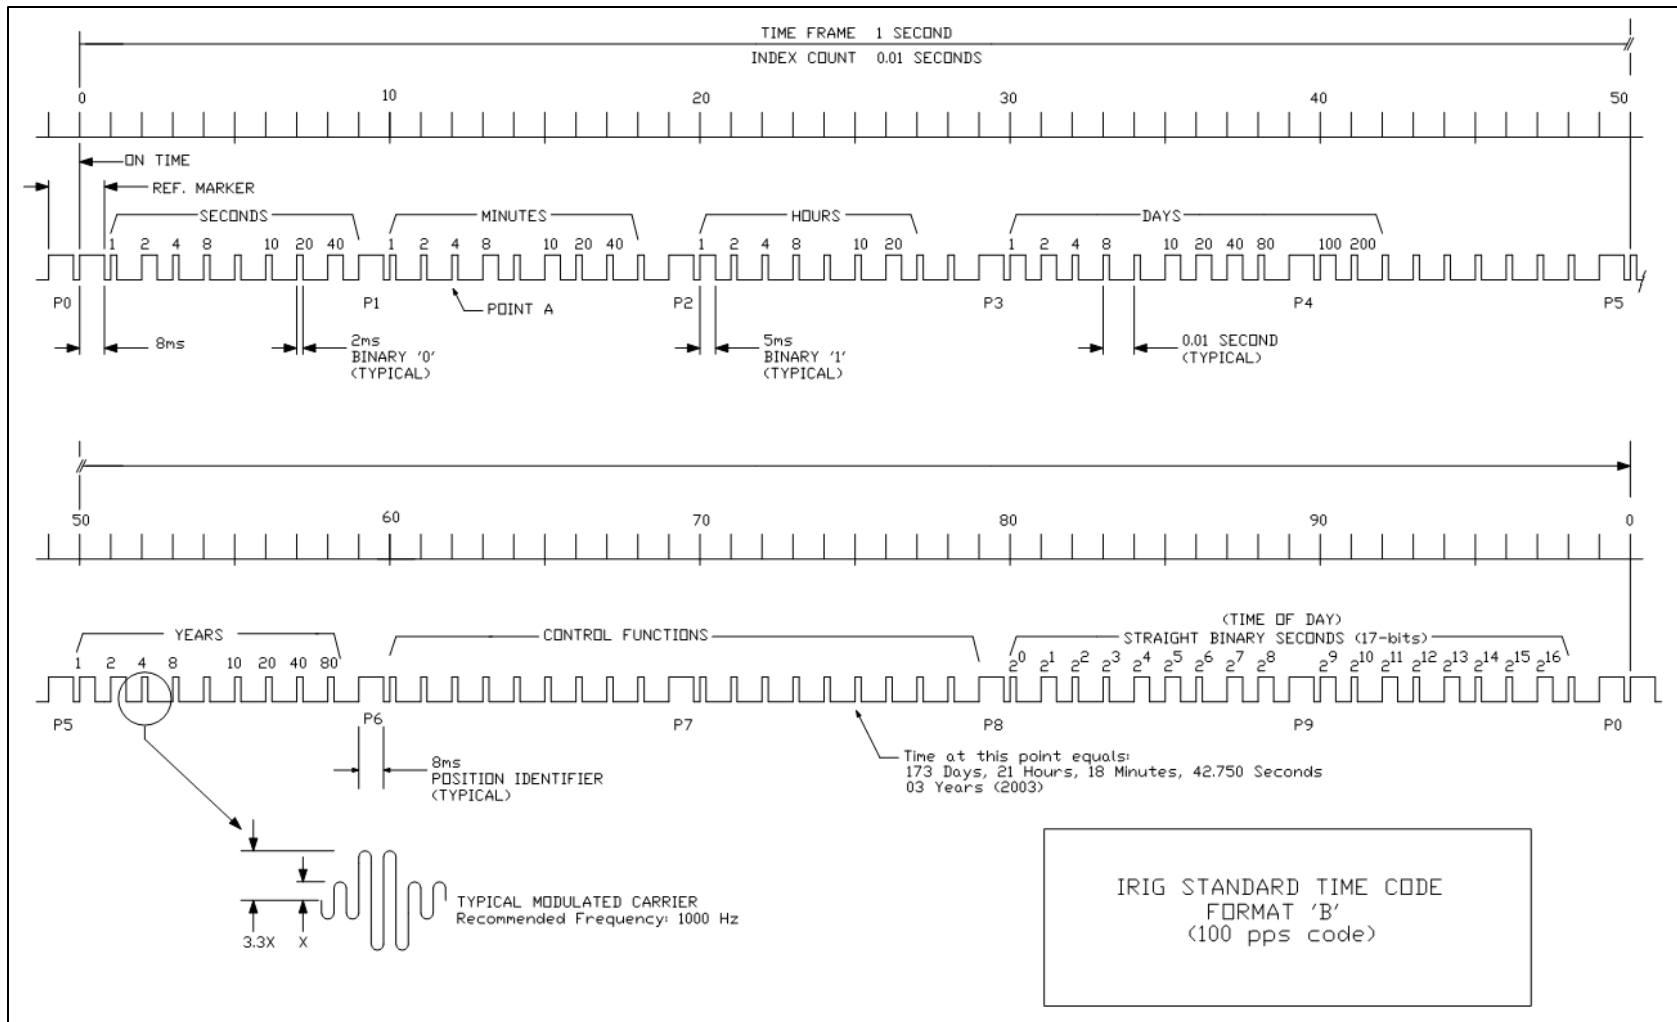 TIME FRAME 1 SECOND
INDEX COUNT 0.01 SECONDS
0 10 20 30 40 50
ON TIME
REF. MARKER
SECONDS MINUTES HOURS DAYS
1 2 4 8 10 20 40 1 2 4 8 10 20 40 1 2 4 8 10 20 1 2 4 8 10 20 40 80 100 200
P0 P1 P2 P3 P4 P5
POINT A
8ms
2ms
BINARY '0'
(TYPICAL)
5ms
BINARY '1'
(TYPICAL)
0.01 SECOND
(TYPICAL)
50 60 70 80 90 0
YEARS
CONTROL FUNCTIONS
(TIME OF DAY)
STRAIGHT BINARY SECONDS (17-bits)
1 2 4 8 10 20 40 80
2^0 2^1 2^2 2^3 2^4 2^5 2^6 2^7 2^8 2^9 2^10 2^11 2^12 2^13 2^14 2^15 2^16
P5 P6 P7 P8 P9 P0
8ms
POSITION IDENTIFIER
(TYPICAL)
Time at this point equals:
173 Days, 21 Hours, 18 Minutes, 42.750 Seconds
03 Years (2003)
TYPICAL MODULATED CARRIER
Recommended Frequency: 1000 Hz
3.3X X
IRIG STANDARD TIME CODE
FORMAT 'B'
(100 pps code)